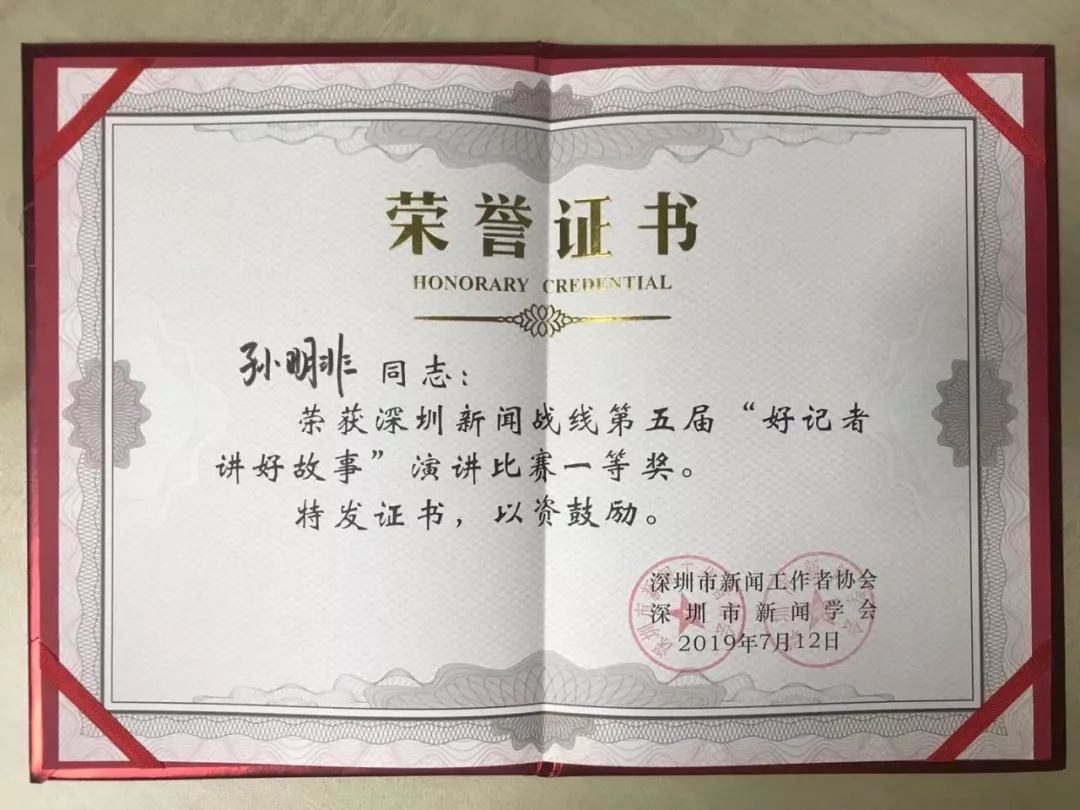 荣誉证书
HONORARY CREDENTIAL
孙明非 同志：
荣获深圳新闻战线第五届“好记者
讲好故事”演讲比赛一等奖。
特发证书，以资鼓励。
深圳市新闻工作者协会
深圳市新闻学会
2019年7月12日